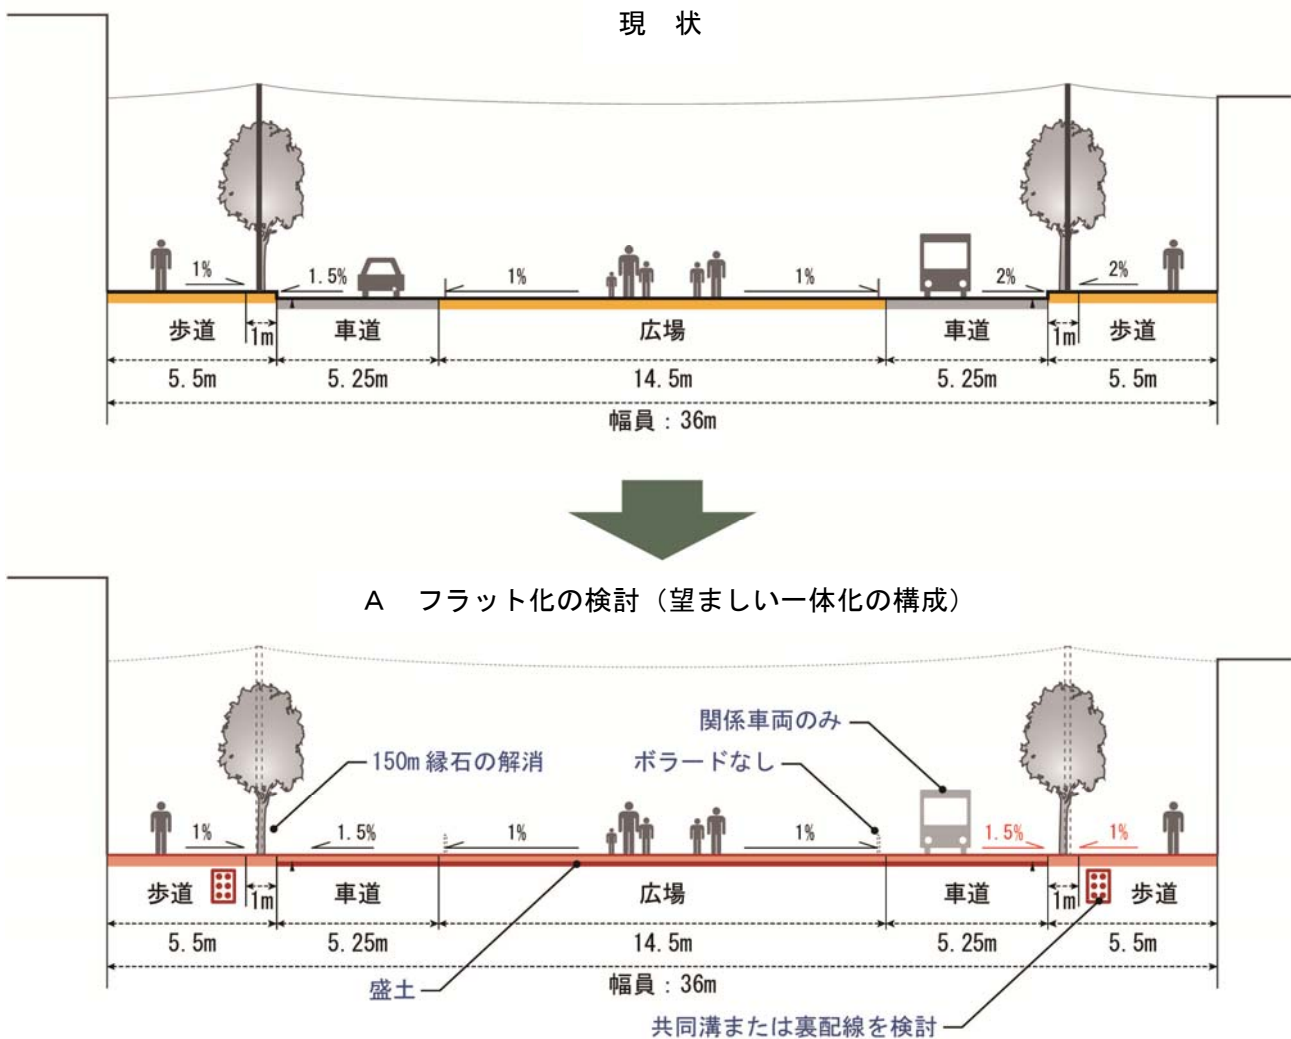 現　状
1%
1.5%
1%
1%
2%
2%
歩道
1m
車道
広場
車道
1m
歩道
5.5m
5.25m
14.5m
5.25m
5.5m
幅員：36m
A　フラット化の検討（望ましい一体化の構成）
関係車両のみ
150m 縁石の解消
ボラードなし
1%
1.5%
1%
1%
1.5%
1%
歩道
1m
車道
広場
車道
1m
歩道
5.5m
5.25m
14.5m
5.25m
5.5m
盛土
幅員：36m
共同溝または裏配線を検討